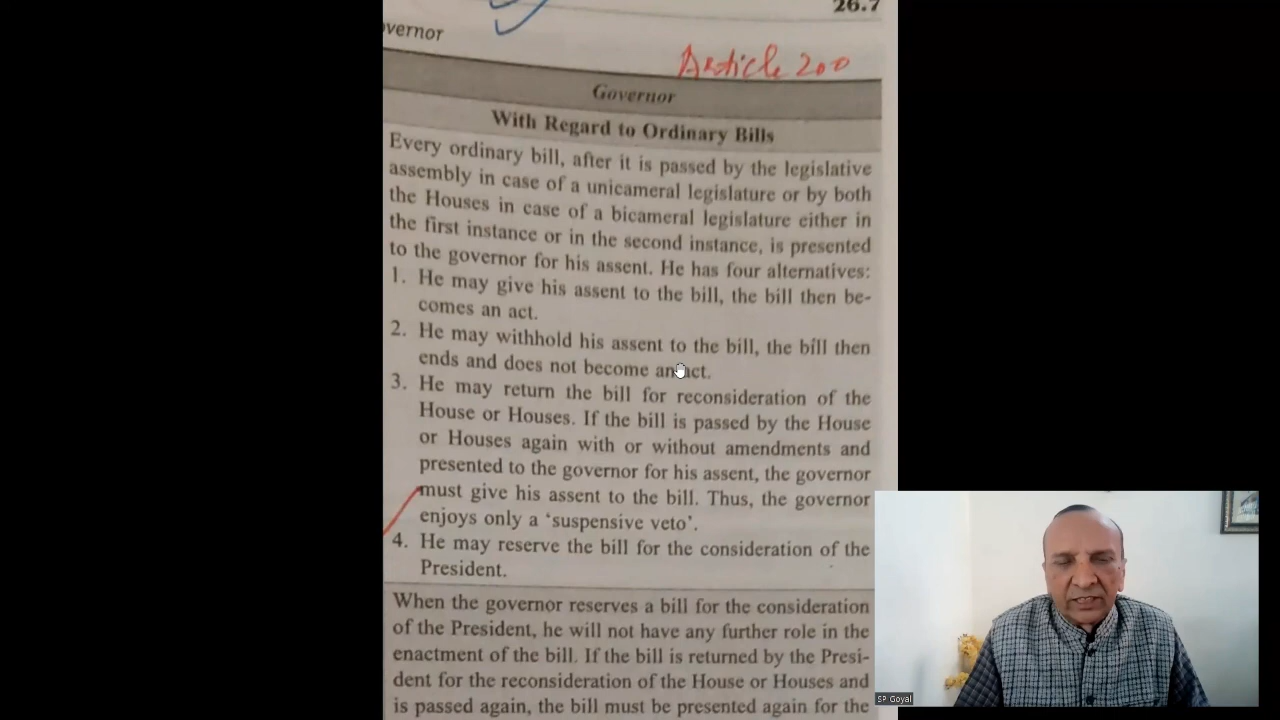 26.7
overnor
Article 200
Governor
With Regard to Ordinary Bills
Every ordinary bill, after it is passed by the legislative
assembly in case of a unicameral legislature or by both
the Houses in case of a bicameral legislature either in
the first instance or in the second instance, is presented
to the governor for his assent. He has four alternatives:
1. He may give his assent to the bill, the bill then be-
comes an act.
2. He may withhold his assent to the bill, the bill then
ends and does not become an act.
3. He may return the bill for reconsideration of the
House or Houses. If the bill is passed by the House
or Houses again with or without amendments and
presented to the governor for his assent, the governor
must give his assent to the bill. Thus, the governor
enjoys only a ‘suspensive veto’.
4. He may reserve the bill for the consideration of the
President.
When the governor reserves a bill for the consideration
of the President, he will not have any further role in the
enactment of the bill. If the bill is returned by the Presi-
dent for the reconsideration of the House or Houses and
is passed again, the bill must be presented again for the
SP Goyal